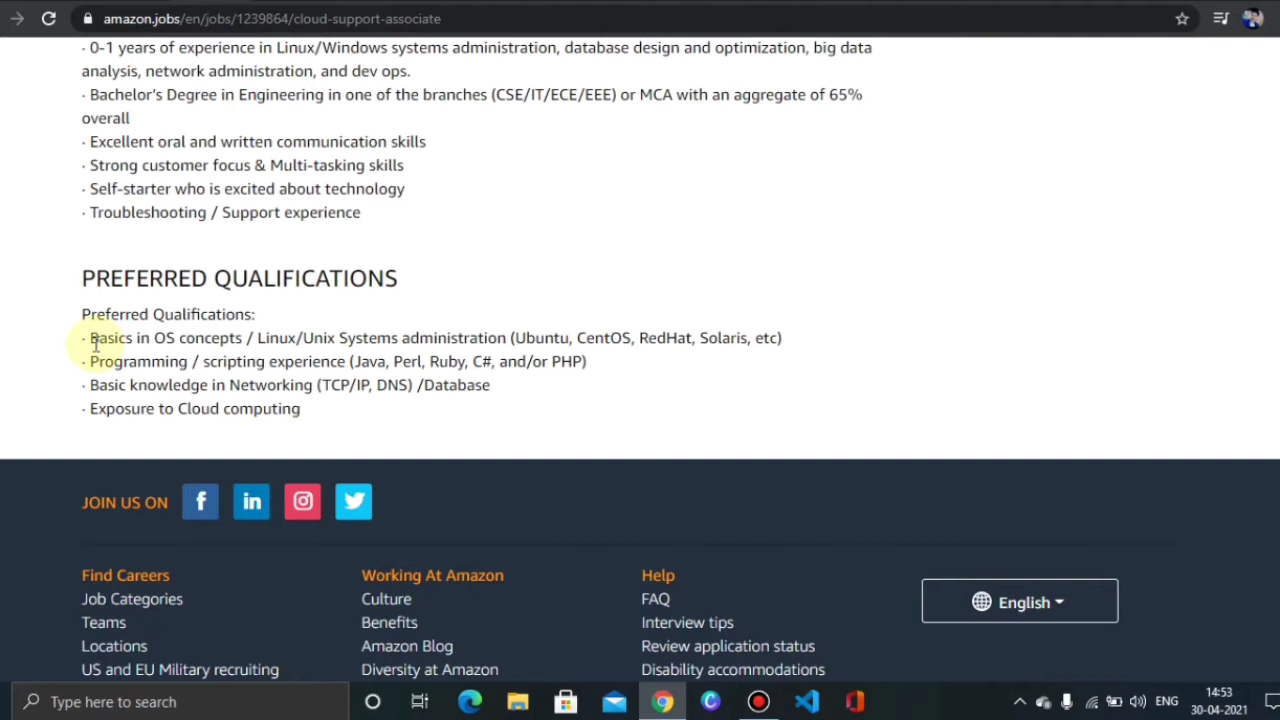 amazon.jobs/en/jobs/1239864/cloud-support-associate
· 0-1 years of experience in Linux/Windows systems administration, database design and optimization, big data
analysis, network administration, and dev ops.
· Bachelor's Degree in Engineering in one of the branches (CSE/IT/ECE/EEE) or MCA with an aggregate of 65%
overall
· Excellent oral and written communication skills
· Strong customer focus & Multi-tasking skills
· Self-starter who is excited about technology
· Troubleshooting / Support experience
PREFERRED QUALIFICATIONS
Preferred Qualifications:
· Basics in OS concepts / Linux/Unix Systems administration (Ubuntu, CentOS, RedHat, Solaris, etc)
· Programming / scripting experience (Java, Perl, Ruby, C#, and/or PHP)
· Basic knowledge in Networking (TCP/IP, DNS) /Database
· Exposure to Cloud computing
JOIN US ON
Find Careers
Job Categories
Teams
Locations
US and EU Military recruiting
Working At Amazon
Culture
Benefits
Amazon Blog
Diversity at Amazon
Help
FAQ
Interview tips
Review application status
Disability accommodations
English
Type here to search
ENG
14:53
30-04-2021